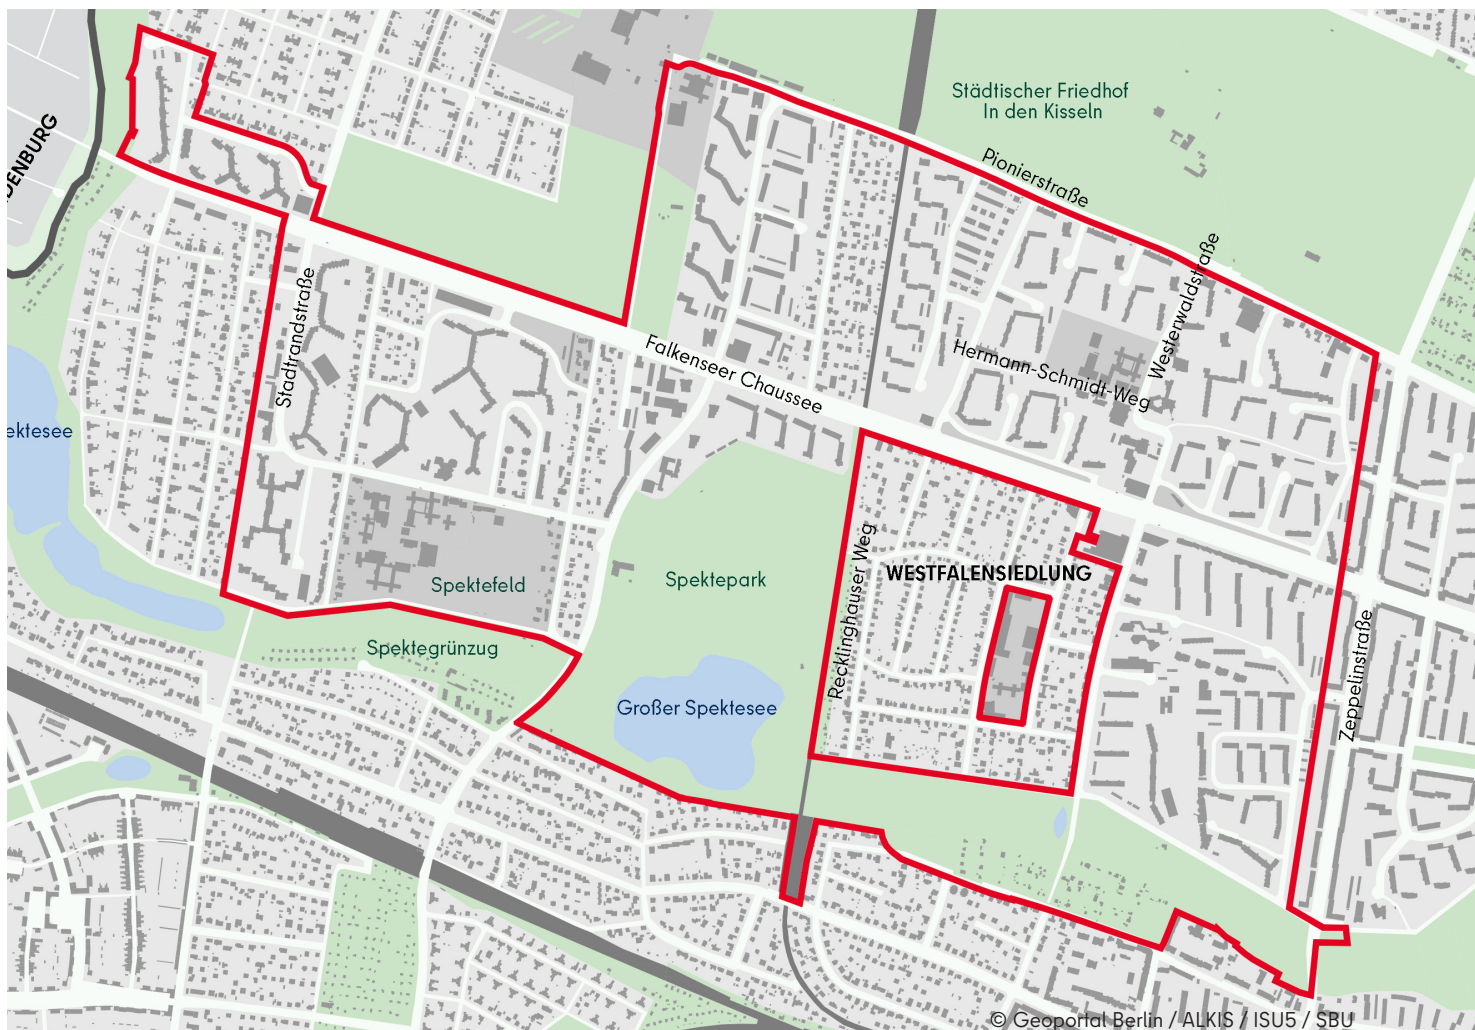 Städtischer Friedhof
In den Kisseln
DENBURG
Pionierstraße
Westerwaldstraße
Stadtrandstraße
Falkenseer Chaussee
Hermann-Schmidt-Weg
ektesee
Recklinghauser Weg
WESTFALENSIEDLUNG
Spektefeld
Spektepark
Spektegrünzug
Großer Spektesee
Zeppelinstraße
© Geoportal Berlin / ALKIS / ISU5 / SBU